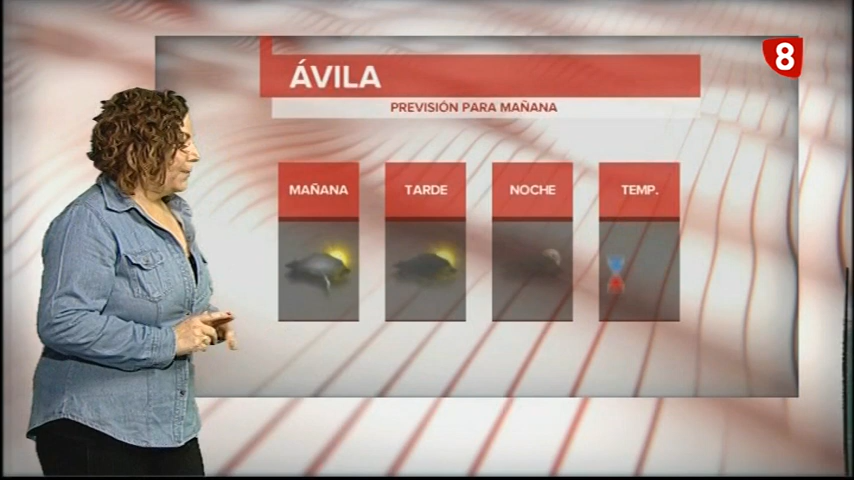 8
ÁVILA
PREVISIÓN PARA MAÑANA
MAÑANA
TARDE
NOCHE
TEMP.